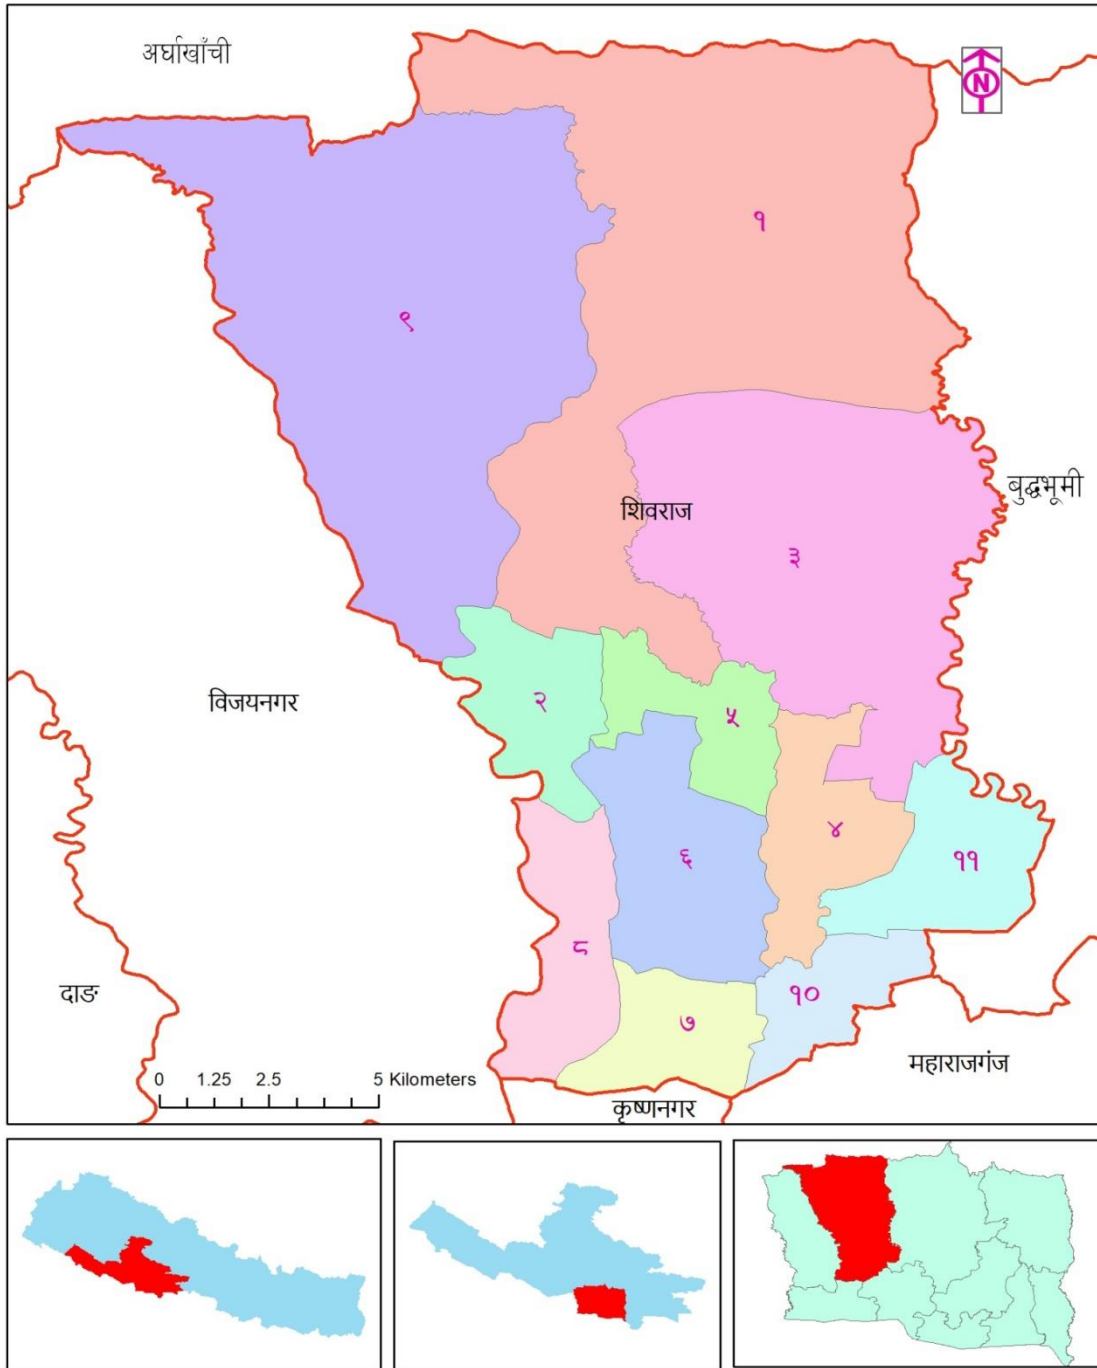 अर्घाखाँची
N
१
९
बुद्धभूमी
शिवराज
३
विजयनगर
२
५
४
६
११
८
दाङ
१०
७
महाराजगंज
0 1.25 2.5 5 Kilometers
कृष्णनगर